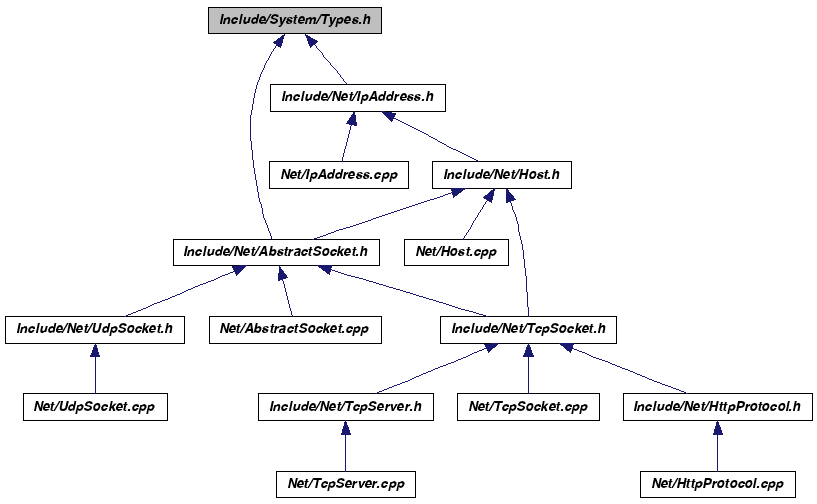 Include/System/Types.h
Include/Net/IpAddress.h
Net/IpAddress.cpp
Include/Net/Host.h
Include/Net/AbstractSocket.h
Net/Host.cpp
Include/Net/UdpSocket.h
Net/AbstractSocket.cpp
Include/Net/TcpSocket.h
Net/UdpSocket.cpp
Include/Net/TcpServer.h
Net/TcpSocket.cpp
Include/Net/HttpProtocol.h
Net/TcpServer.cpp
Net/HttpProtocol.cpp